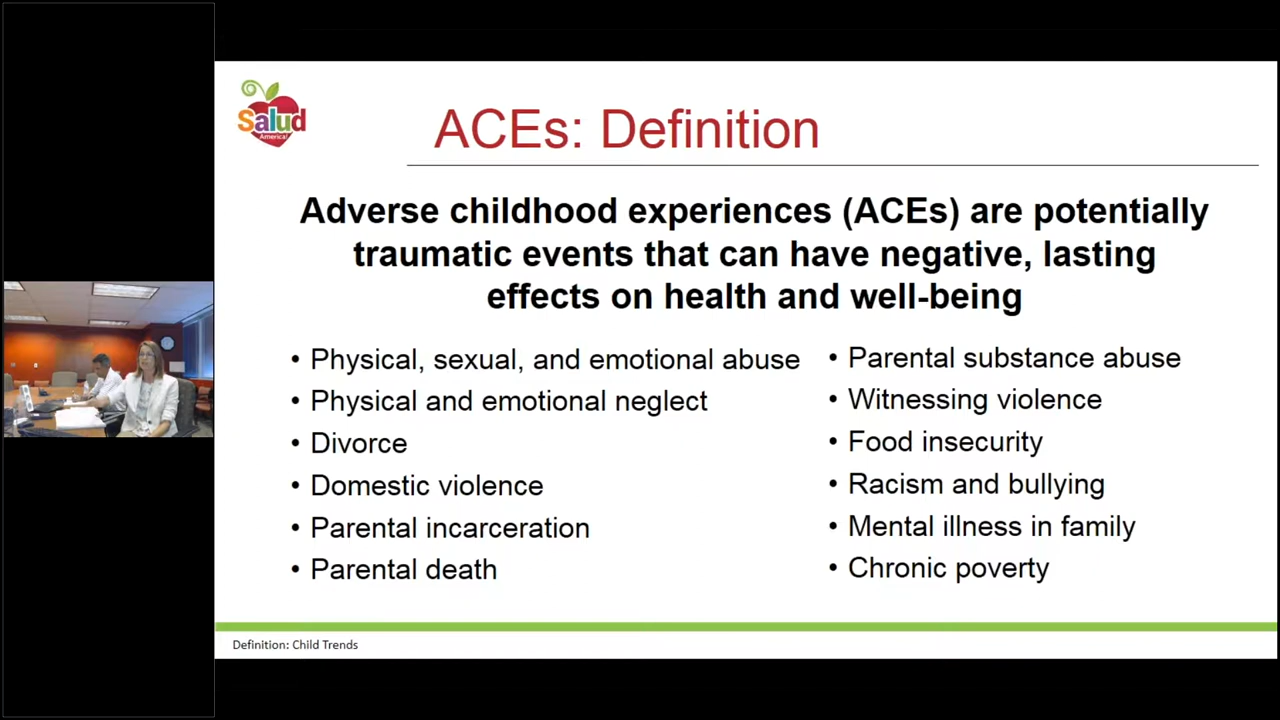 Salud
America!
ACEs: Definition
Adverse childhood experiences (ACEs) are potentially
traumatic events that can have negative, lasting
effects on health and well-being
• Physical, sexual, and emotional abuse
• Physical and emotional neglect
• Divorce
• Domestic violence
• Parental incarceration
• Parental death
• Parental substance abuse
• Witnessing violence
• Food insecurity
• Racism and bullying
• Mental illness in family
• Chronic poverty
Definition: Child Trends